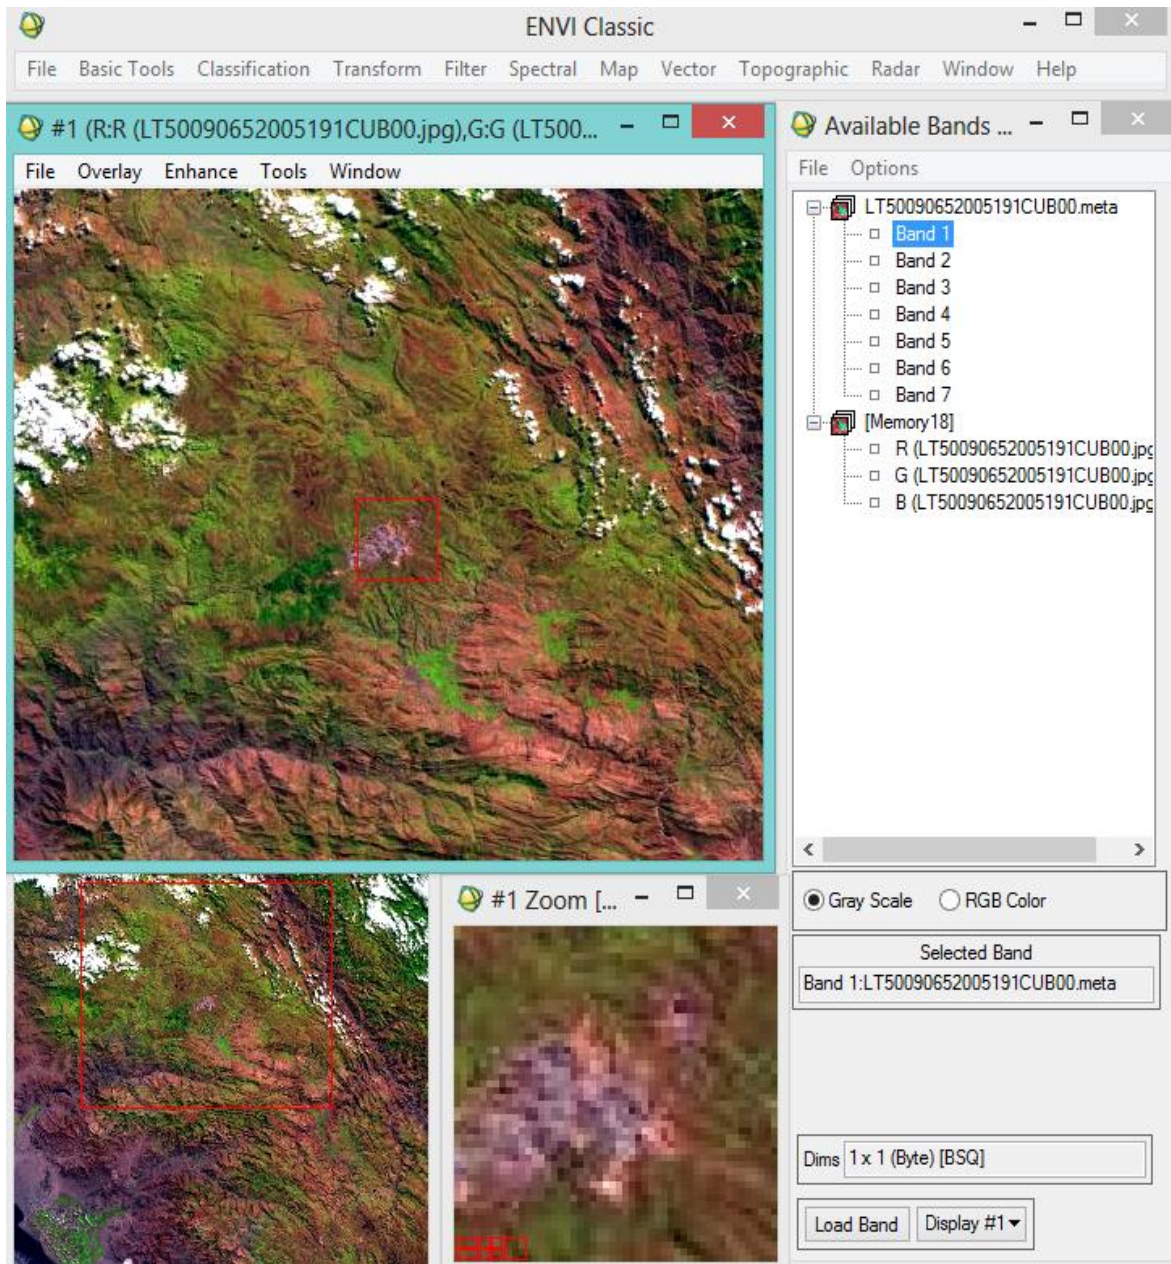 ENVI Classic
File Basic Tools Classification Transform Filter Spectral Map Vector Topographic Radar Window Help
#1 (R:R (LT50090652005191CUB00.jpg),G:G (LT500...
File Overlay Enhance Tools Window
Available Bands ...
File Options
LT50090652005191CUB00.meta
Band 1
Band 2
Band 3
Band 4
Band 5
Band 6
Band 7
[Memory18]
R (LT50090652005191CUB00.jpg
G (LT50090652005191CUB00.jpg
B (LT50090652005191CUB00.jpg
#1 Zoom [...
Gray Scale RGB Color
Selected Band
Band 1:LT50090652005191CUB00.meta
Dims 1 x 1 (Byte) [BSQ]
Load Band Display #1